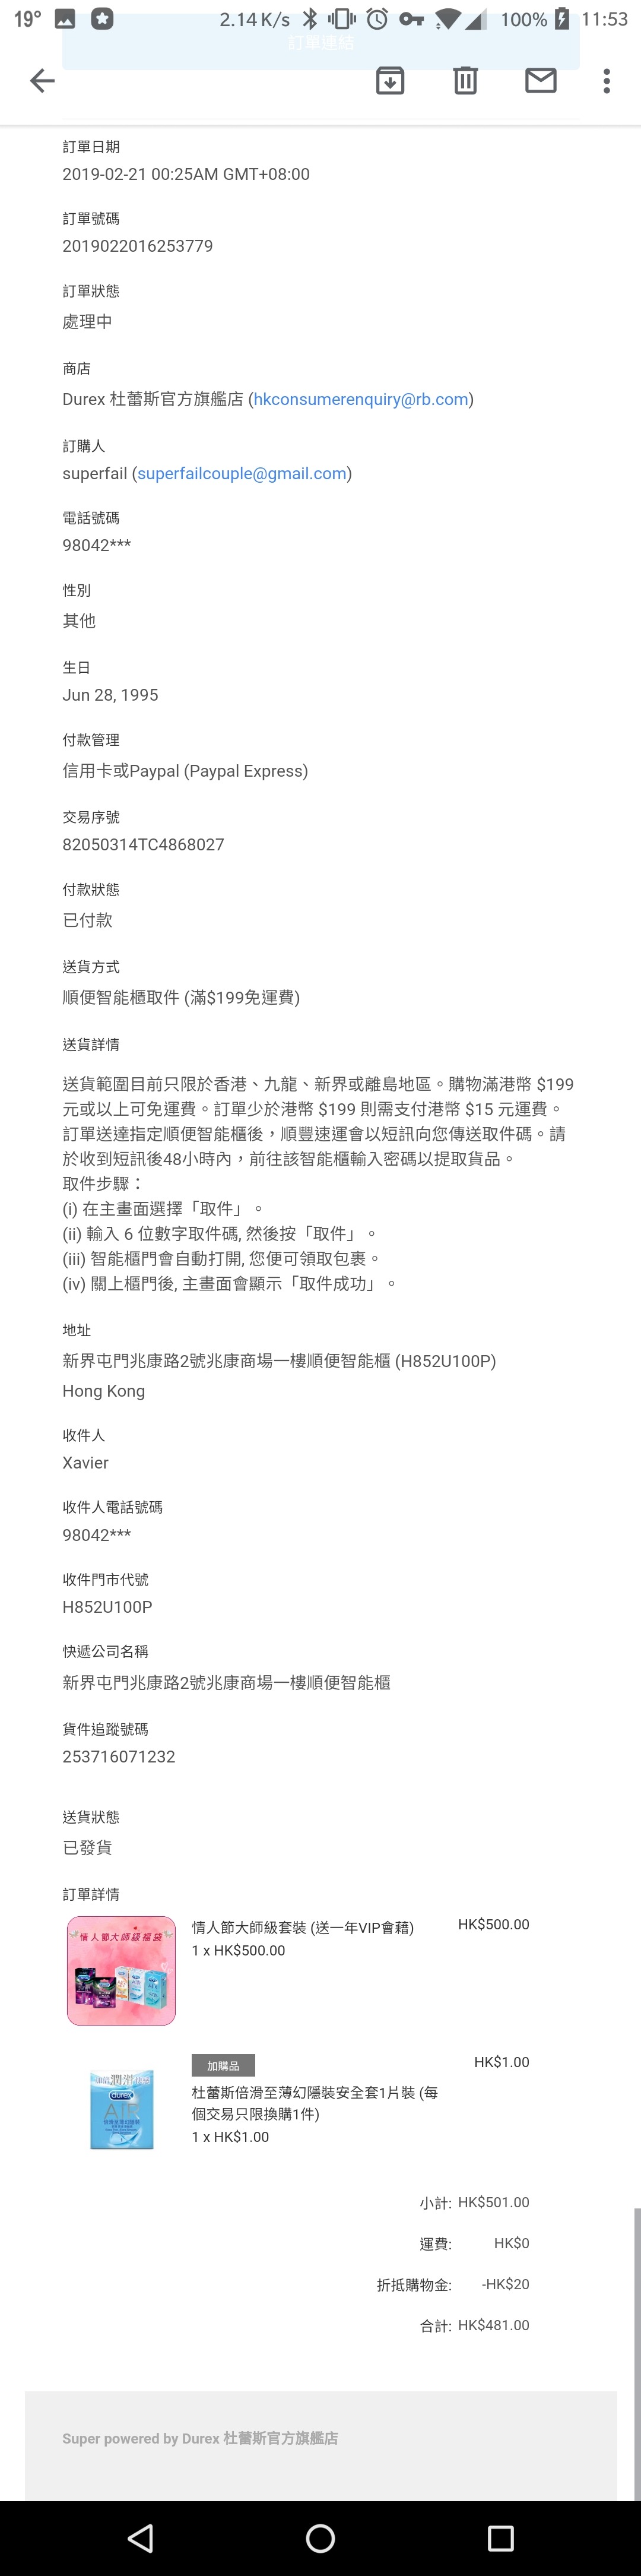 19°
2.14 K/s
100%
11:53
訂單連結
訂單日期
2019-02-21 00:25AM GMT+08:00
訂單號碼
2019022016253779
訂單狀態
處理中
商店
Durex 杜蕾斯官方旗艦店 (hkconsumerenquiry@rb.com)
訂購人
superfail (superfailcouple@gmail.com)
電話號碼
98042***
性別
其他
生日
Jun 28, 1995
付款管理
信用卡或Paypal (Paypal Express)
交易序號
82050314TC4868027
付款狀態
已付款
送貨方式
順便智能櫃取件 (滿$199免運費)
送貨詳情
送貨範圍目前只限於香港、九龍、新界或離島地區。購物滿港幣 $199
元或以上可免運費。訂單少於港幣 $199 則需支付港幣 $15 元運費。
訂單送達指定順便智能櫃後，順豐速運會以短訊向您傳送取件碼。請
於收到短訊後48小時內，前往該智能櫃輸入密碼以提取貨品。
取件步驟：
(i) 在主畫面選擇「取件」。
(ii) 輸入 6 位數字取件碼, 然後按「取件」。
(iii) 智能櫃門會自動打開, 您便可領取包裹。
(iv) 關上櫃門後, 主畫面會顯示「取件成功」。
地址
新界屯門兆康路2號兆康商場一樓順便智能櫃 (H852U100P)
Hong Kong
收件人
Xavier
收件人電話號碼
98042***
收件門市代號
H852U100P
快遞公司名稱
新界屯門兆康路2號兆康商場一樓順便智能櫃
貨件追蹤號碼
253716071232
送貨狀態
已發貨
訂單詳情
情人節大師級福袋
情人節大師級套裝 (送一年VIP會藉)
HK$500.00
1 x HK$500.00
加購品
HK$1.00
durex
AIR
杜蕾斯倍滑至薄幻隱裝安全套1片裝 (每
個交易只限換購1件)
1 x HK$1.00
小計: HK$501.00
運費: HK$0
折抵購物金: -HK$20
合計: HK$481.00
Super powered by Durex 杜蕾斯官方旗艦店